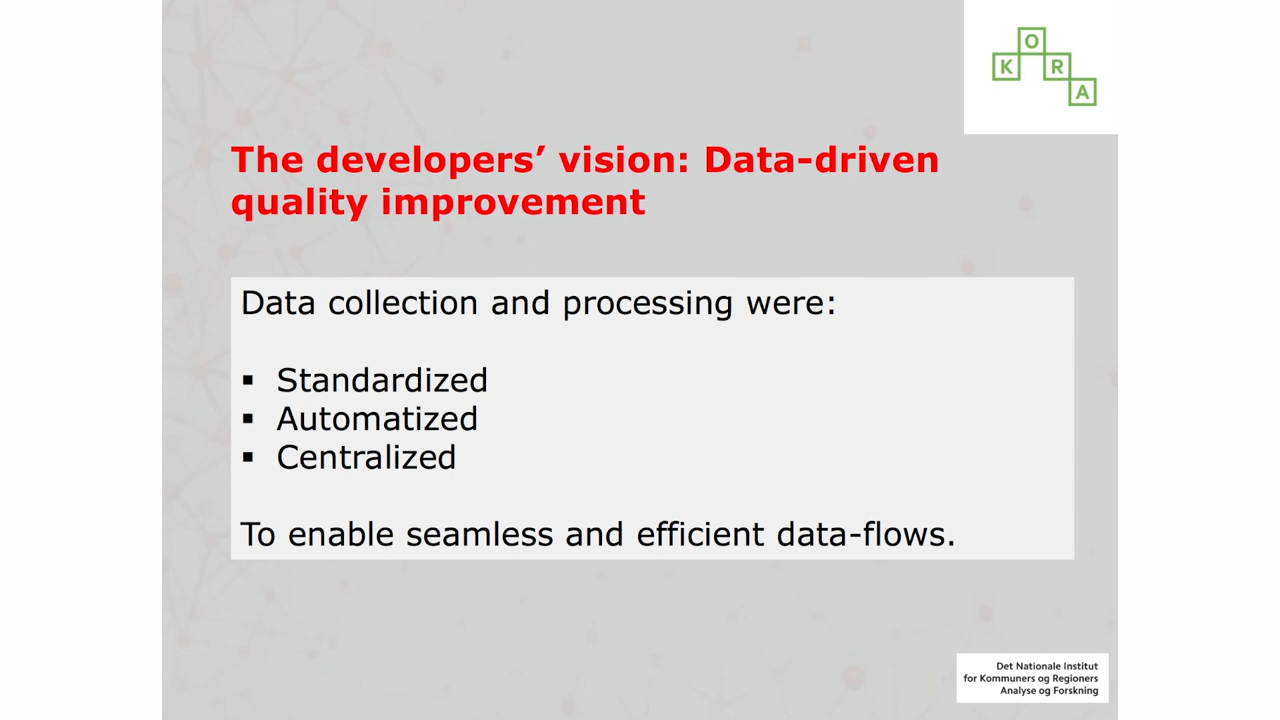 K O R A
The developers’ vision: Data-driven
quality improvement
Data collection and processing were:
▪ Standardized
▪ Automatized
▪ Centralized
To enable seamless and efficient data-flows.
Det Nationale Institut
for Kommuners og Regioners
Analyse og Forskning